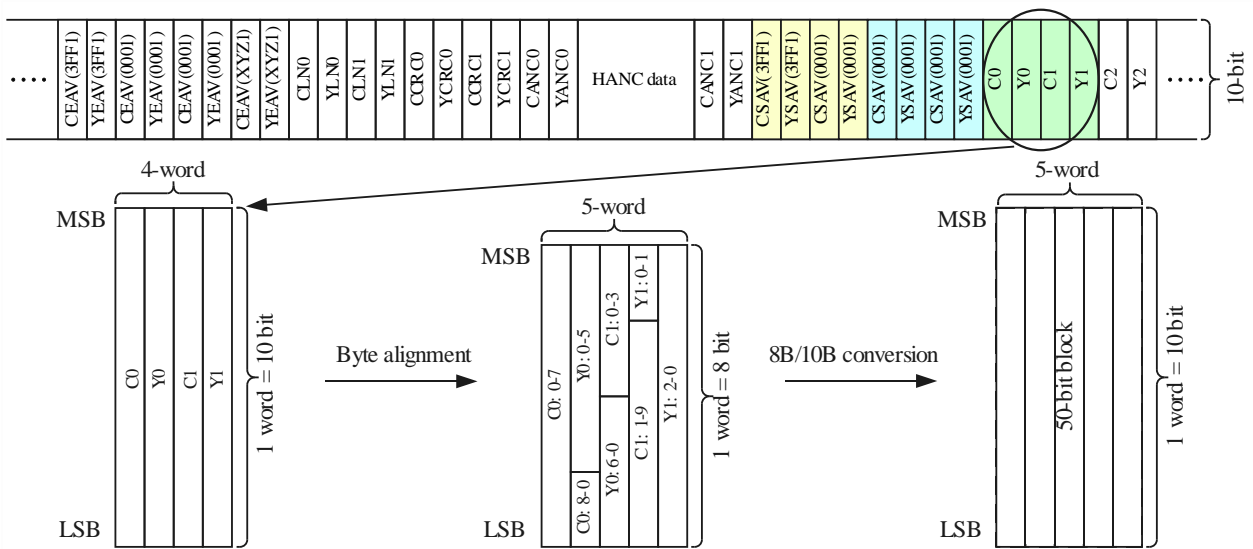 ....
CEAV(3FF1)
YEAV(3FF1)
CEAV(0001)
YEAV(0001)
CEAV(0001)
YEAV(0001)
CEAV(XYZ1)
YEAV(XYZ1)
CLN0
YLN0
CLN1
YLN1
CCRC0
YCRC0
CCRC1
YCRC1
CANC0
YANC0
HANC data
CANC1
YANC1
CSAV(3FF1)
YSAV(3FF1)
CSAV(0001)
YSAV(0001)
CSAV(0001)
YSAV(0001)
CSAV(0001)
YSAV(0001)
C0
Y0
C1
Y1
C2
Y2
....
10-bit
4-word
MSB
LSB
C0
Y0
C1
Y1
1 word = 10 bit
Byte alignment
5-word
MSB
LSB
C0: 0-7
Y0: 0-5
C0: 8-0
C1: 0-3
Y0: 6-0
Y1: 0-1
C1: 1-9
Y1: 2-0
1 word = 8 bit
8B/10B conversion
5-word
MSB
LSB
50-bit block
1 word = 10 bit